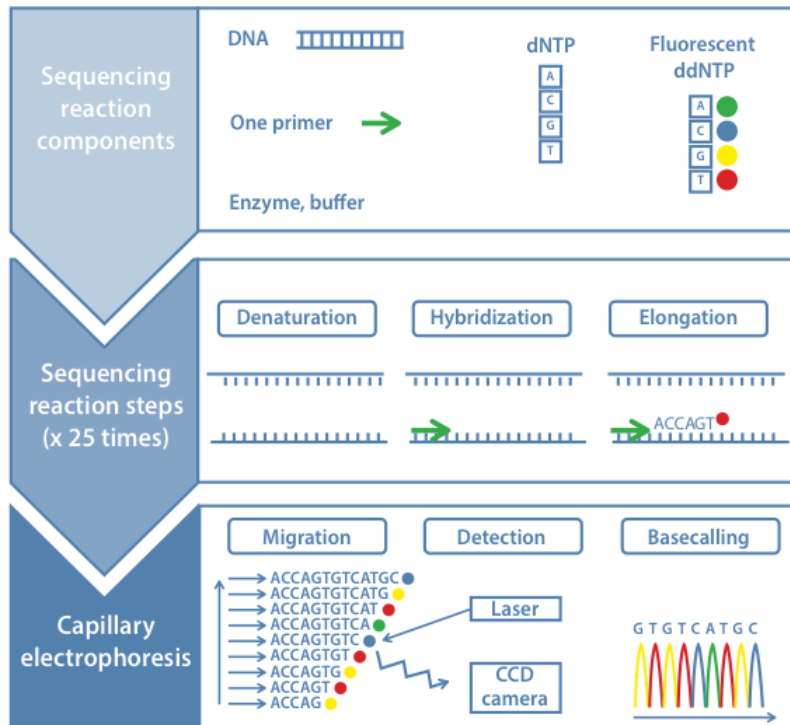 Sequencing
reaction
components
DNA
One primer
Enzyme, buffer
dNTP
A
C
G
T
Fluorescent
ddNTP
A
C
G
T
Sequencing
reaction steps
(x 25 times)
Denaturation
Hybridization
Elongation
ACCAGT
Capillary
electrophoresis
Migration
Detection
Basecalling
ACCAGTGTCATGC
ACCAGTGTCATG
ACCAGTGTCAT
ACCAGTGTCA
ACCAGTGTC
ACCAGTGT
ACCAGTG
ACCAGT
ACCAG
Laser
CCD
camera
G T G T C A T G C